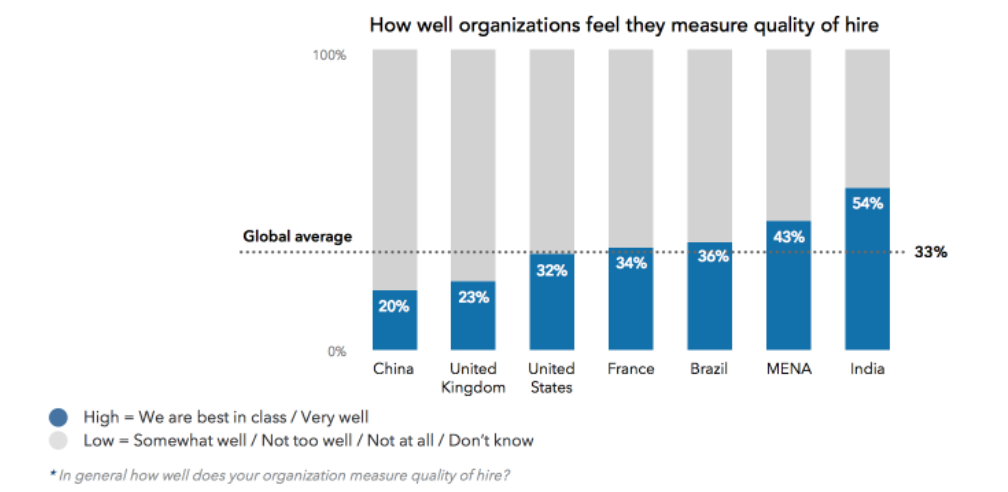 How well organizations feel they measure quality of hire
100%
54%
43%
Global average
36%
33%
34%
32%
23%
20%
0%
China
United
Kingdom
United
States
France
Brazil
MENA
India
High = We are best in class / Very well
Low = Somewhat well / Not too well / Not at all / Don't know
* In general how well does your organization measure quality of hire?